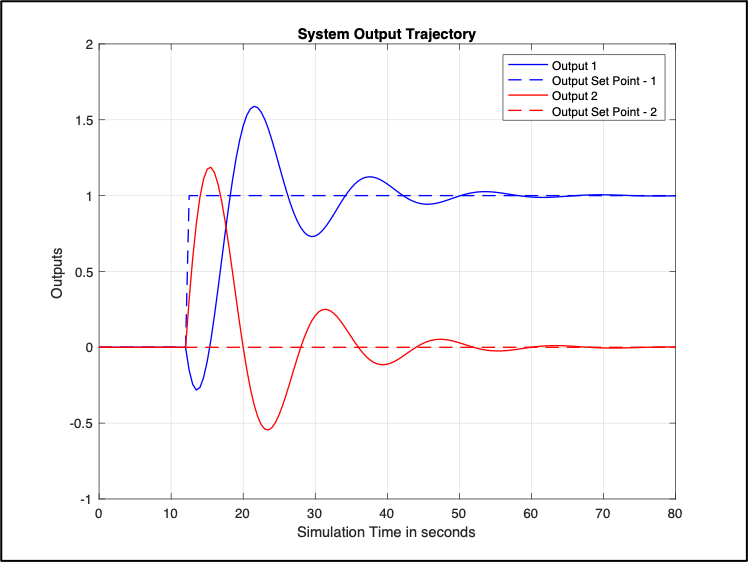 System Output Trajectory
2
Output 1
Output Set Point - 1
Output 2
Output Set Point - 2
1.5
1
0.5
0
-0.5
-1
Outputs
0 10 20 30 40 50 60 70 80
Simulation Time in seconds